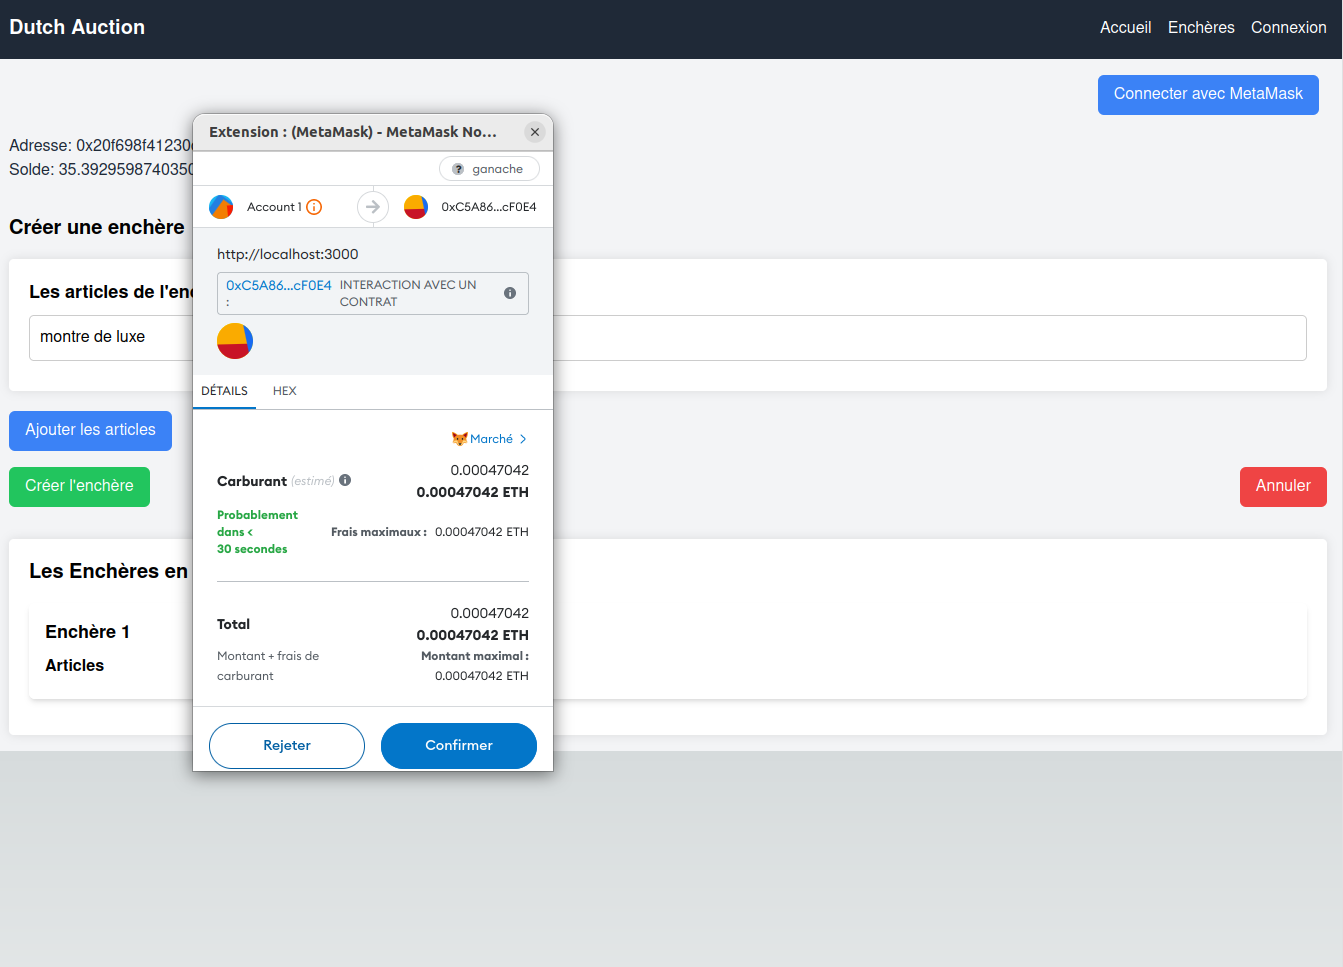 Dutch Auction
Accueil Enchères Connexion
Connecter avec MetaMask
Adresse: 0x20f698f41230
Solde: 35.392959874035
Créer une enchère
Les articles de l'en
montre de luxe
Ajouter les articles
Créer l'enchère
Annuler
Les Enchères en
Enchère 1
Articles
Extension : (MetaMask) - MetaMask No...
ganache
Account 1
0xC5A86...cF0E4
http://localhost:3000
0xC5A86...cF0E4 :
INTERACTION AVEC UN
CONTRAT
DÉTAILS HEX
Marché
Carburant (estimé)
0.00047042
0.00047042 ETH
Probablement
dans <
30 secondes
Frais maximaux : 0.00047042 ETH
Total
0.00047042
0.00047042 ETH
Montant + frais de
carburant
Montant maximal :
0.00047042 ETH
Rejeter
Confirmer